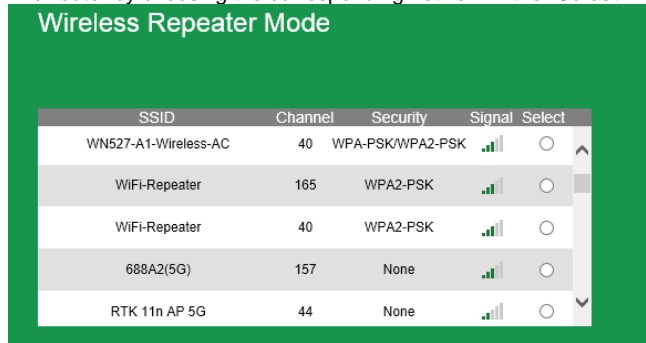 Wireless Repeater Mode
SSID Channel Security Signal Select
WN527-A1-Wireless-AC 40 WPA-PSK/WPA2-PSK
WiFi-Repeater 165 WPA2-PSK
WiFi-Repeater 40 WPA2-PSK
688A2(5G) 157 None
RTK 11n AP 5G 44 None